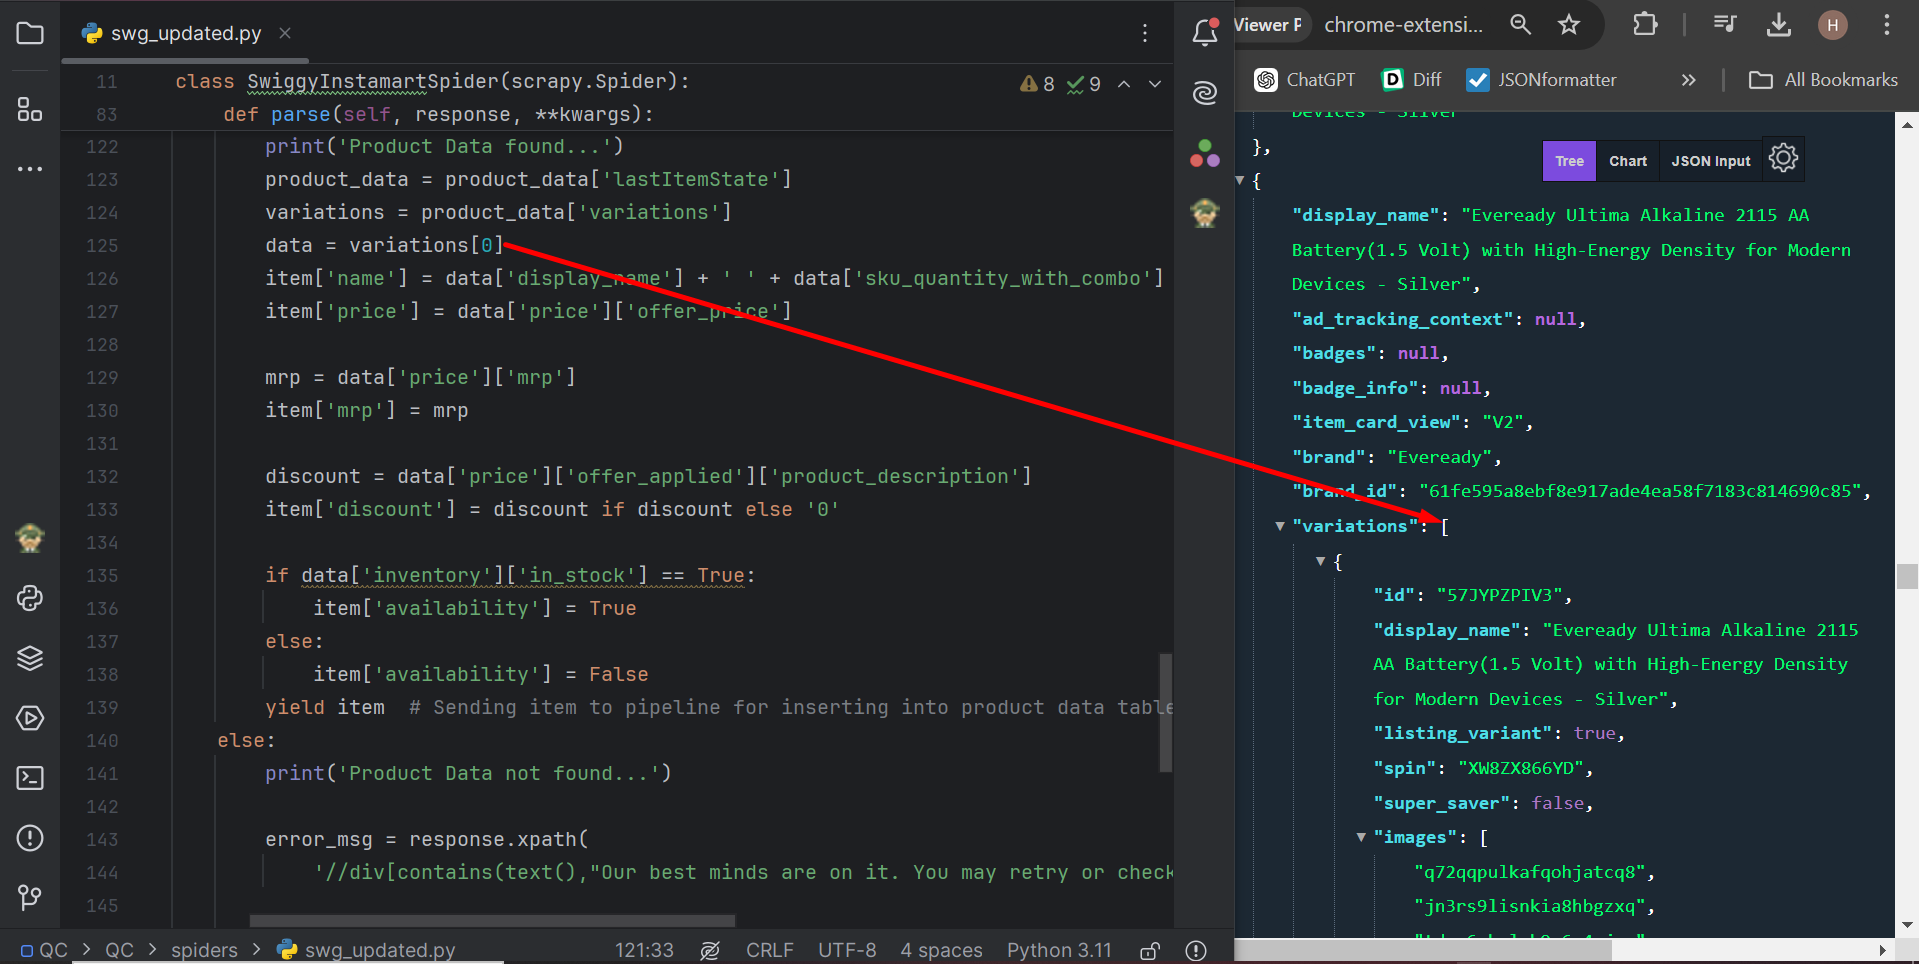 swg_updated.py
11 class SwiggyInstamartSpider(scrapy.Spider):
8 9
83 def parse(self, response, **kwargs):
122 print('Product Data found...')
123 product_data = product_data['lastItemState']
124 variations = product_data['variations']
125 data = variations[0]
126 item['name'] = data['display_name'] + ' ' + data['sku_quantity_with_combo']
127 item['price'] = data['price']['offer_price']
128
129 mrp = data['price']['mrp']
130 item['mrp'] = mrp
131
132 discount = data['price']['offer_applied']['product_description']
133 item['discount'] = discount if discount else '0'
134
135 if data['inventory']['in_stock'] == True:
136 item['availability'] = True
137 else:
138 item['availability'] = False
139 yield item # Sending item to pipeline for inserting into product data table
140 else:
141 print('Product Data not found...')
142
143 error_msg = response.xpath(
144 '//div[contains(text(),"Our best minds are on it. You may retry or check
145
QC QC spiders swg_updated.py 121:33 CRLF UTF-8 4 spaces Python 3.11
Viewer P chrome-extensi... H
ChatGPT Diff JSONformatter » All Bookmarks
Devices - Silver"
},
Tree Chart JSON Input
{
"display_name": "Eveready Ultima Alkaline 2115 AA
Battery(1.5 Volt) with High-Energy Density for Modern
Devices - Silver",
"ad_tracking_context": null,
"badges": null,
"badge_info": null,
"item_card_view": "V2",
"brand": "Eveready",
"brand_id": "61fe595a8ebf8e917ade4ea58f7183c814690c85",
"variations": [
{
"id": "57JYPZPIV3",
"display_name": "Eveready Ultima Alkaline 2115
AA Battery(1.5 Volt) with High-Energy Density
for Modern Devices - Silver",
"listing_variant": true,
"spin": "XW8ZX866YD",
"super_saver": false,
"images": [
"q72qqpulkafqohjatcq8",
"jn3rs9lisnkia8hbgzxq",